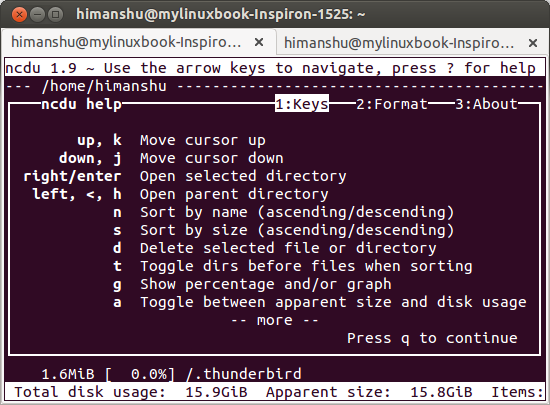 himanshu@mylinuxbook-Inspiron-1525: ~
himanshu@mylinuxbook-Inspiro... × himanshu@mylinuxbook-Inspiro... ×
ncdu 1.9 ~ Use the arrow keys to navigate, press ? for help
--- /home/himanshu ----------------------------------------
ncdu help 1:Keys 2:Format 3:About
up, k Move cursor up
down, j Move cursor down
right/enter Open selected directory
left, <, h Open parent directory
n Sort by name (ascending/descending)
s Sort by size (ascending/descending)
d Delete selected file or directory
t Toggle dirs before files when sorting
g Show percentage and/or graph
a Toggle between apparent size and disk usage
-- more --
Press q to continue
1.6MiB [  0.0%] /.thunderbird
Total disk usage:  15.9GiB  Apparent size:  15.8GiB  Items: